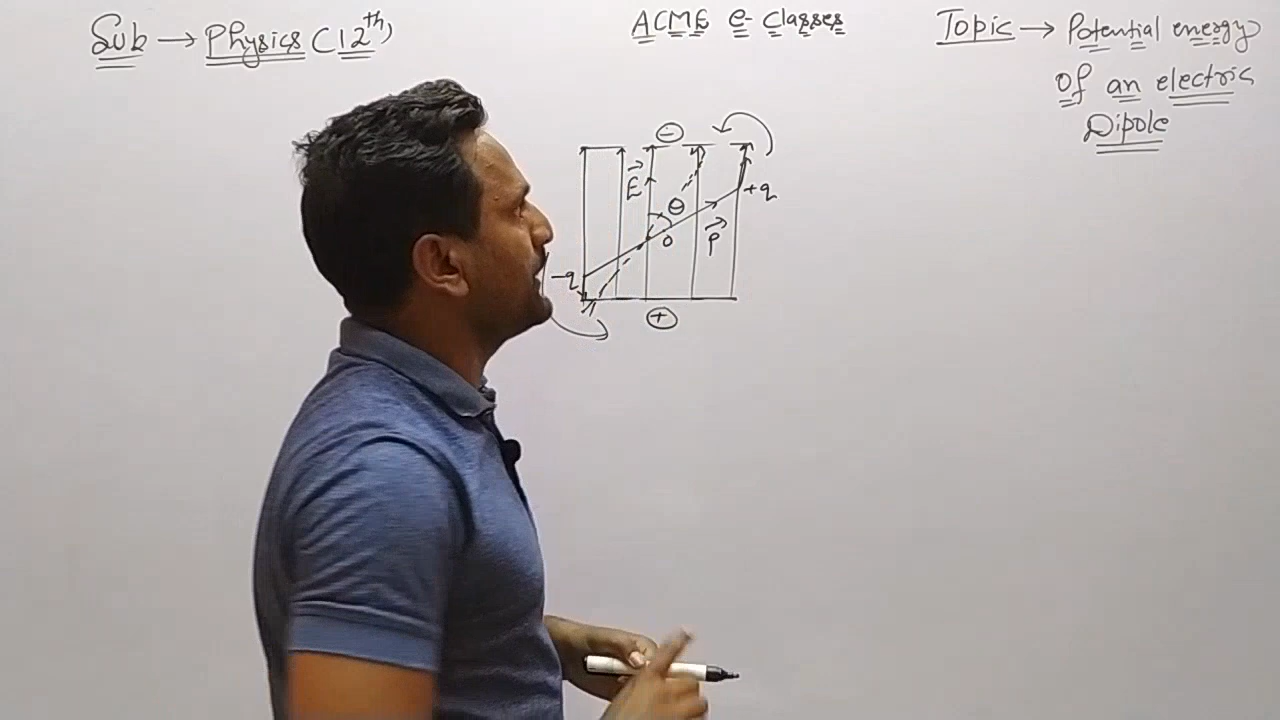 Sub → Physics (12th)
ACME e-Classes
Topic → Potential energy
Of an electric
Dipole
⊖
E
θ
+q
O
P
-q
⊕